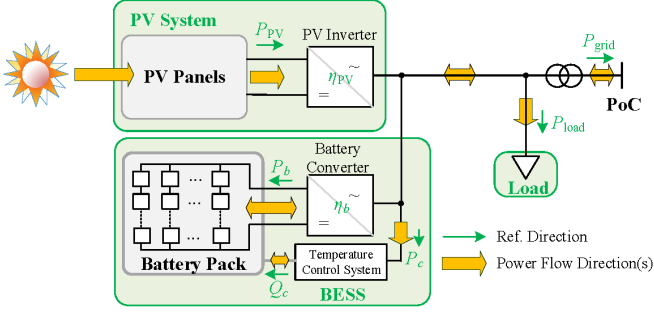 PV System
P_PV
PV Inverter
PV Panels
η_PV
~
=
P_grid
PoC
P_load
Load
Battery
Converter
P_b
η_b
~
=
...
...
...
Battery Pack
Temperature
Control System
P_c
Q_c
BESS
Ref. Direction
Power Flow Direction(s)